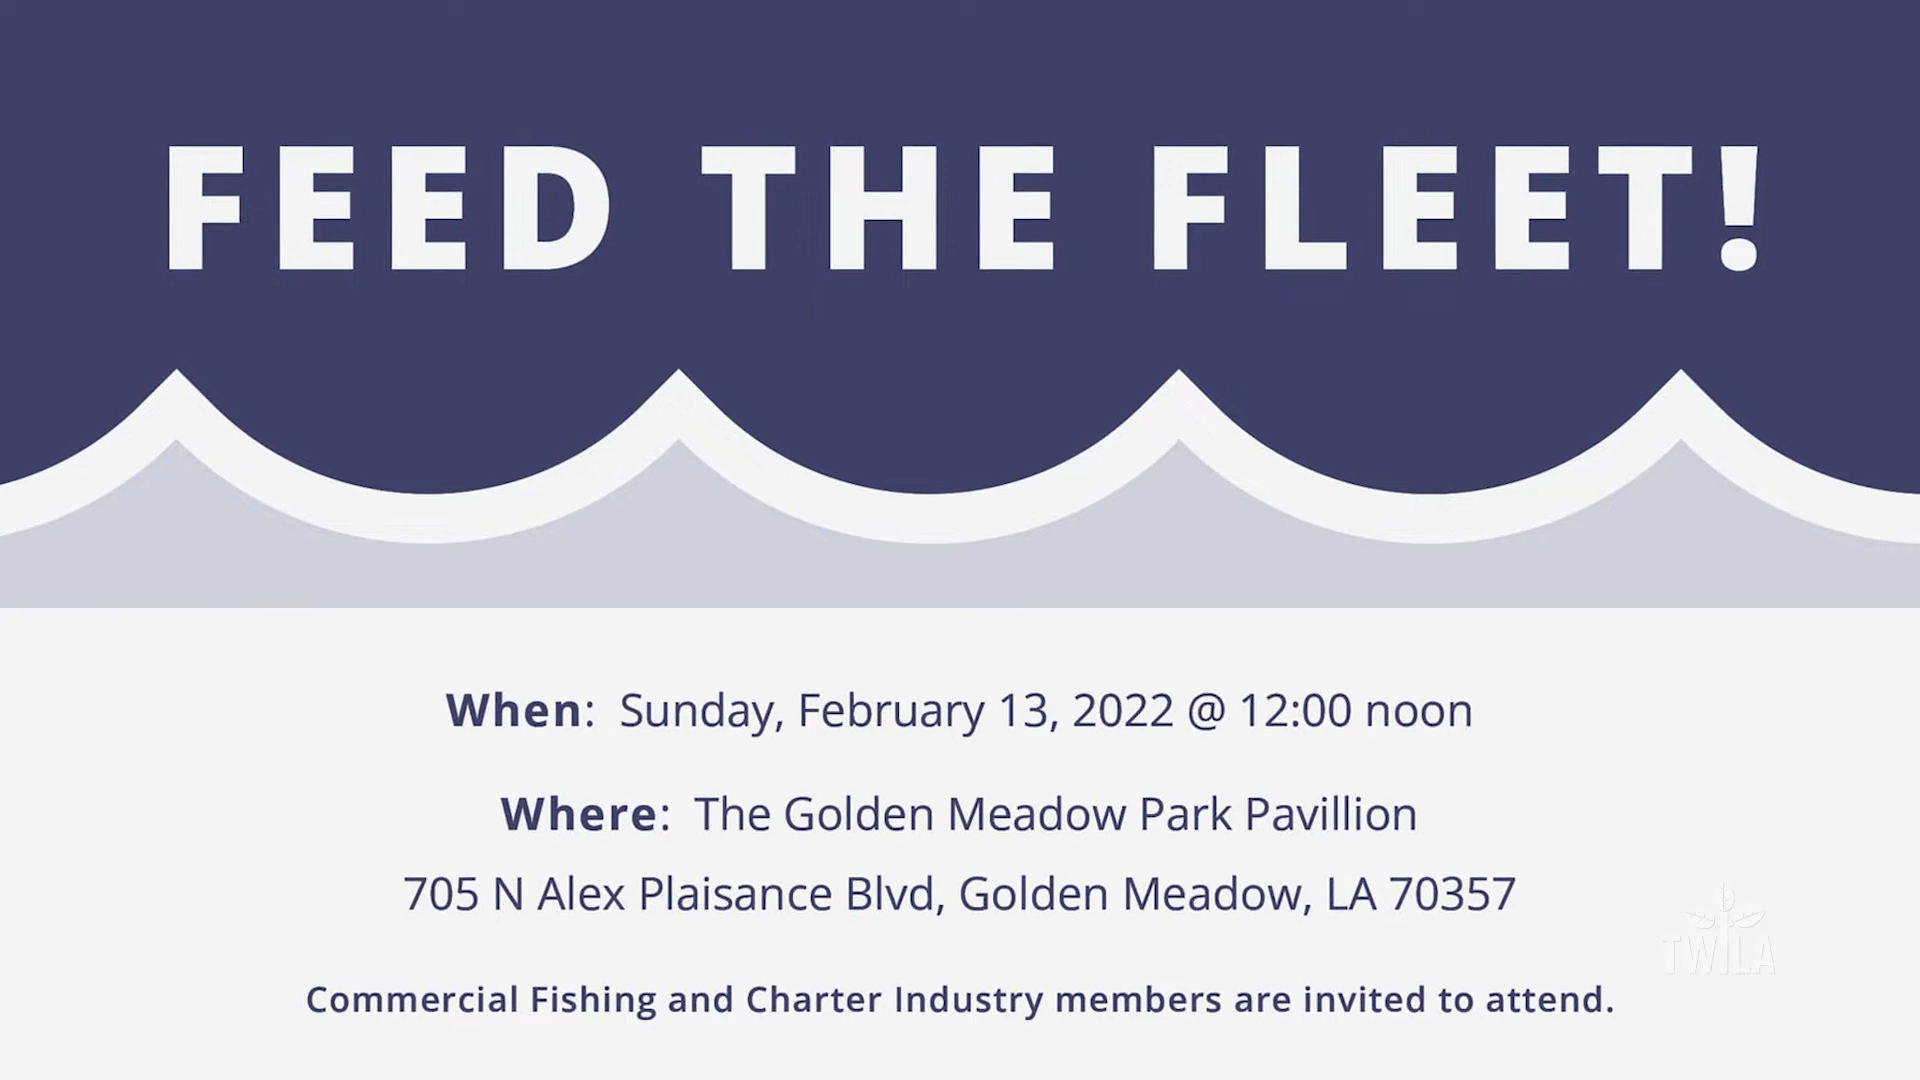 FEED THE FLEET!
When: Sunday, February 13, 2022 @ 12:00 noon
Where: The Golden Meadow Park Pavillion
705 N Alex Plaisance Blvd, Golden Meadow, LA 70357
TWILA
Commercial Fishing and Charter Industry members are invited to attend.